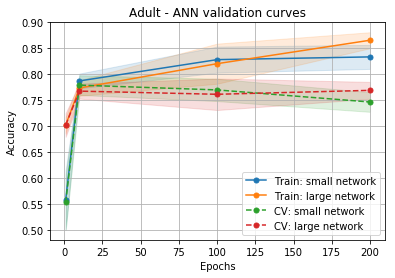 Adult - ANN validation curves
0.90
0.85
0.80
0.75
0.70
0.65
0.60
0.55
0.50
Accuracy
Train: small network
Train: large network
CV: small network
CV: large network
0 25 50 75 100 125 150 175 200
Epochs